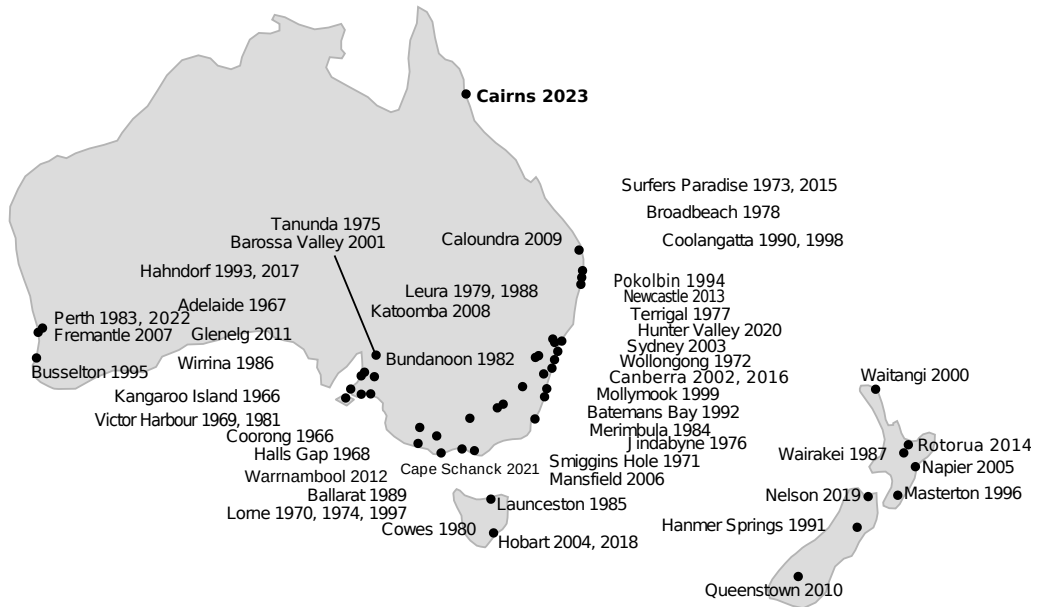 Cairns 2023
Surfers Paradise 1973, 2015
Broadbeach 1978
Tanunda 1975
Barossa Valley 2001
Caloundra 2009
Coolangatta 1990, 1998
Hahndorf 1993, 2017
Leura 1979, 1988
Pokolbin 1994
Newcastle 2013
Adelaide 1967
Katoomba 2008
Terrigal 1977
Perth 1983, 2022
Fremantle 2007
Glenelg 2011
Hunter Valley 2020
Sydney 2003
Wirrina 1986
Bundanoon 1982
Wollongong 1972
Busselton 1995
Canberra 2002, 2016
Waitangi 2000
Kangaroo Island 1966
Mollymook 1999
Victor Harbour 1969, 1981
Batemans Bay 1992
Coorong 1966
Merimbula 1984
Jindabyne 1976
Rotorua 2014
Halls Gap 1968
Wairakei 1987
Cape Schanck 2021
Smiggins Hole 1971
Napier 2005
Warrnambool 2012
Mansfield 2006
Ballarat 1989
Launceston 1985
Nelson 2019
Masterton 1996
Lorne 1970, 1974, 1997
Cowes 1980
Hobart 2004, 2018
Hanmer Springs 1991
Queenstown 2010